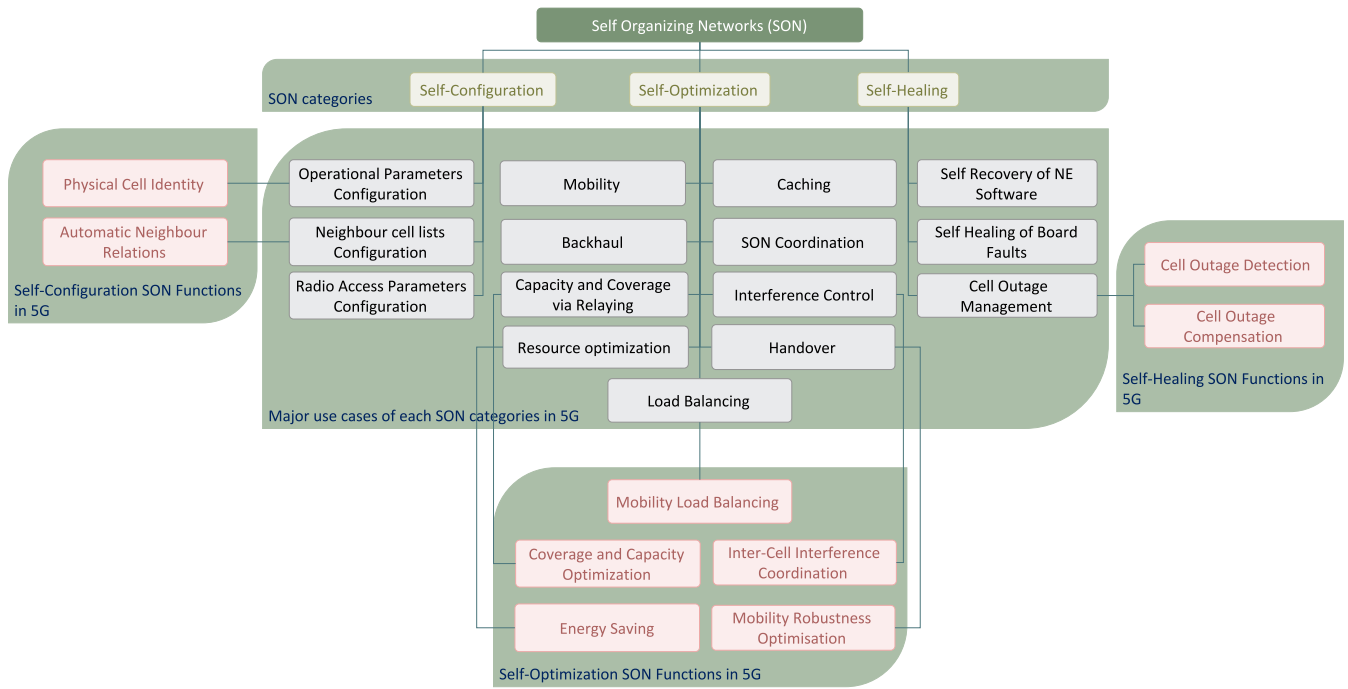 Self Organizing Networks (SON)
Self-Configuration
Self-Optimization
Self-Healing
SON categories
Physical Cell Identity
Automatic Neighbour
Relations
Self-Configuration SON Functions
in 5G
Operational Parameters
Configuration
Neighbour cell lists
Configuration
Radio Access Parameters
Configuration
Mobility
Caching
Backhaul
SON Coordination
Capacity and Coverage
via Relaying
Interference Control
Resource optimization
Handover
Load Balancing
Self Recovery of NE
Software
Self Healing of Board
Faults
Cell Outage
Management
Major use cases of each SON categories in 5G
Cell Outage Detection
Cell Outage
Compensation
Self-Healing SON Functions in
5G
Mobility Load Balancing
Coverage and Capacity
Optimization
Inter-Cell Interference
Coordination
Energy Saving
Mobility Robustness
Optimisation
Self-Optimization SON Functions in 5G